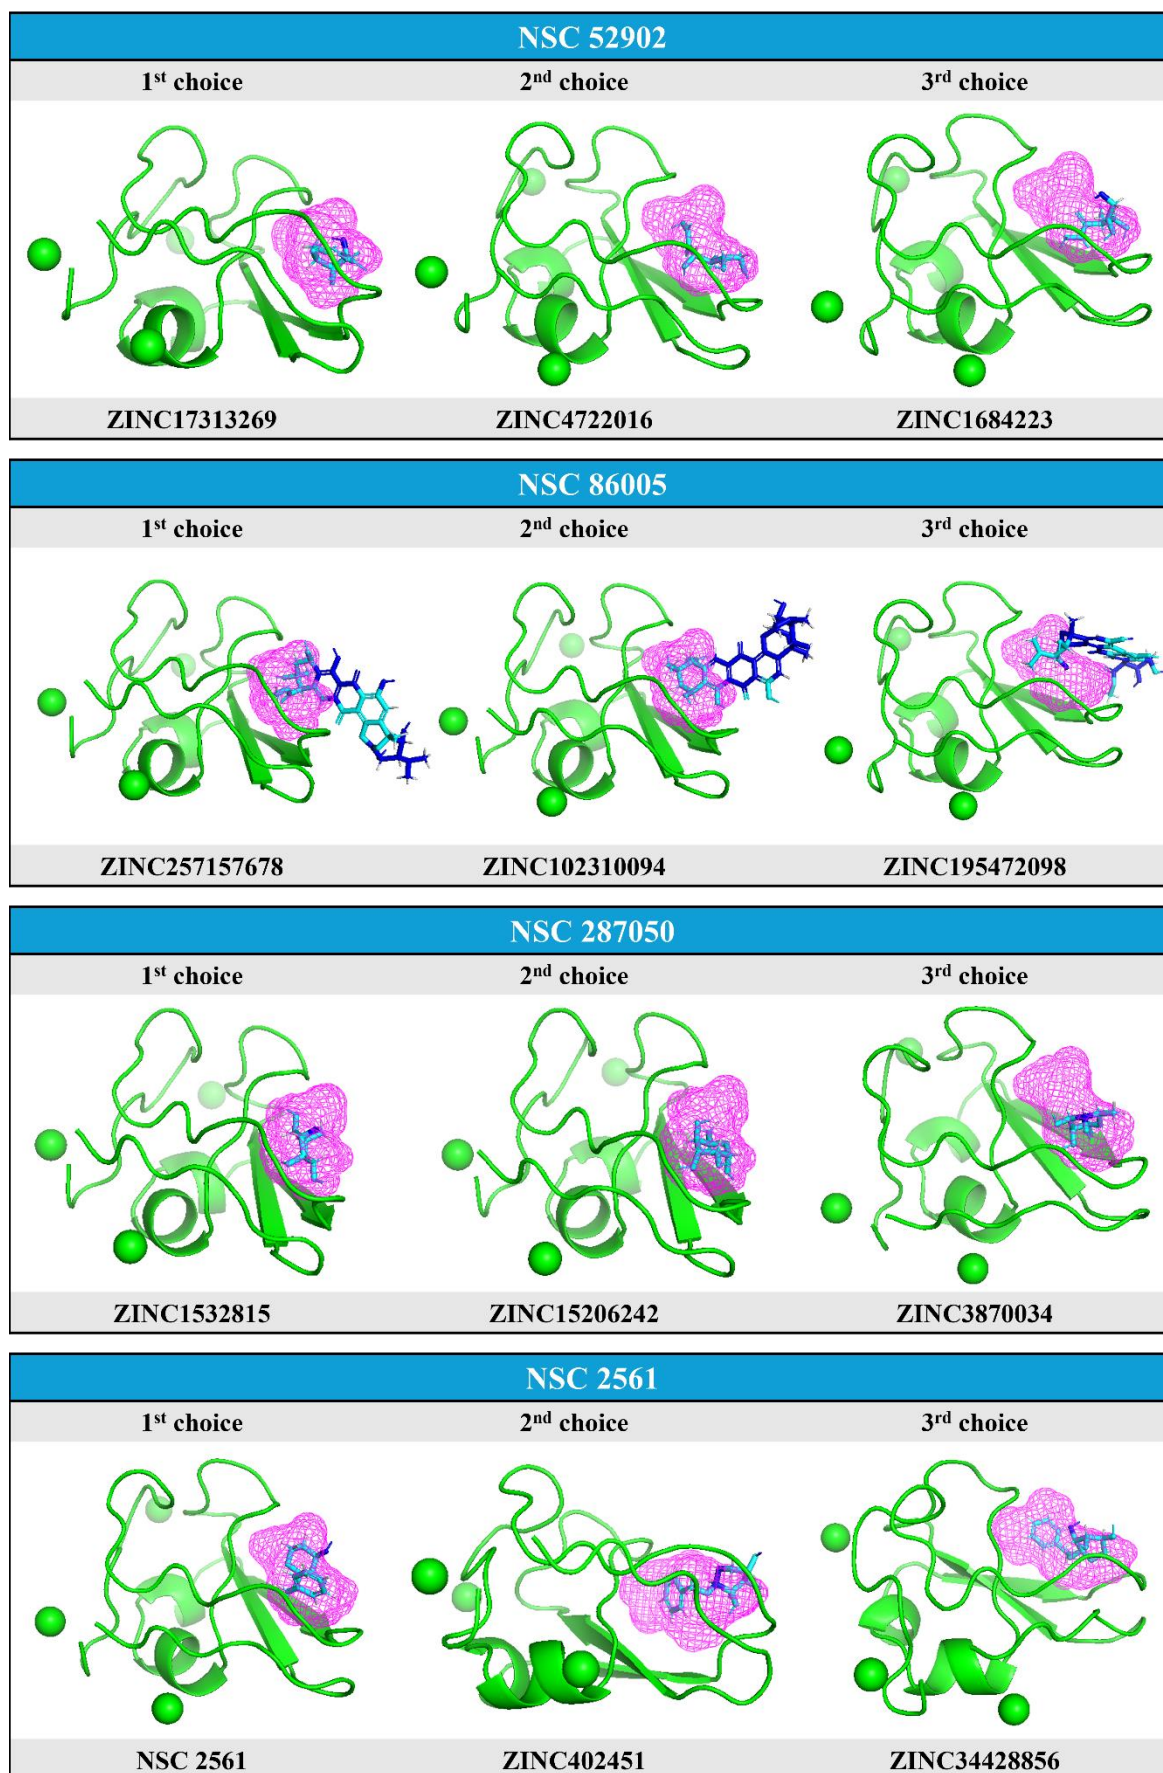 NSC 52902
1st choice 2nd choice 3rd choice
ZINC17313269 ZINC4722016 ZINC1684223
NSC 86005
1st choice 2nd choice 3rd choice
ZINC257157678 ZINC102310094 ZINC195472098
NSC 287050
1st choice 2nd choice 3rd choice
ZINC1532815 ZINC15206242 ZINC3870034
NSC 2561
1st choice 2nd choice 3rd choice
NSC 2561 ZINC402451 ZINC34428856